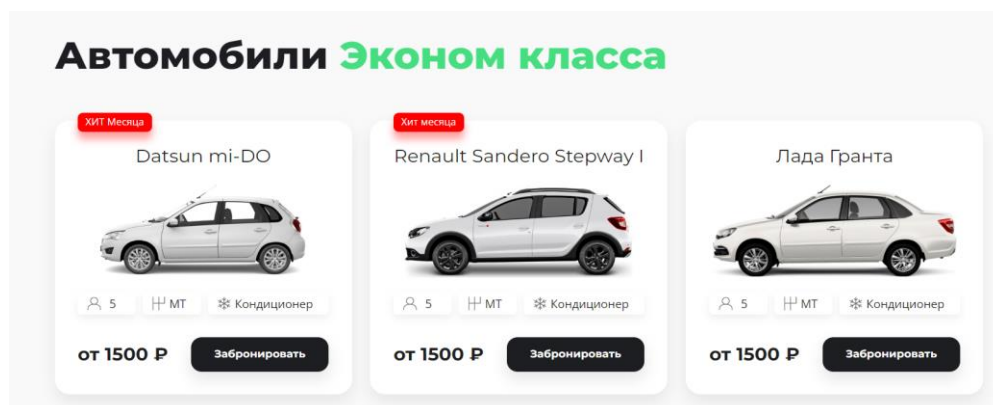 Автомобили Эконом класса
ХИТ Месяца
Datsun mi-DO
5 МТ Кондиционер
от 1500 ₽ Забронировать
Хит месяца
Renault Sandero Stepway I
5 МТ Кондиционер
от 1500 ₽ Забронировать
Лада Гранта
5 МТ Кондиционер
от 1500 ₽ Забронировать